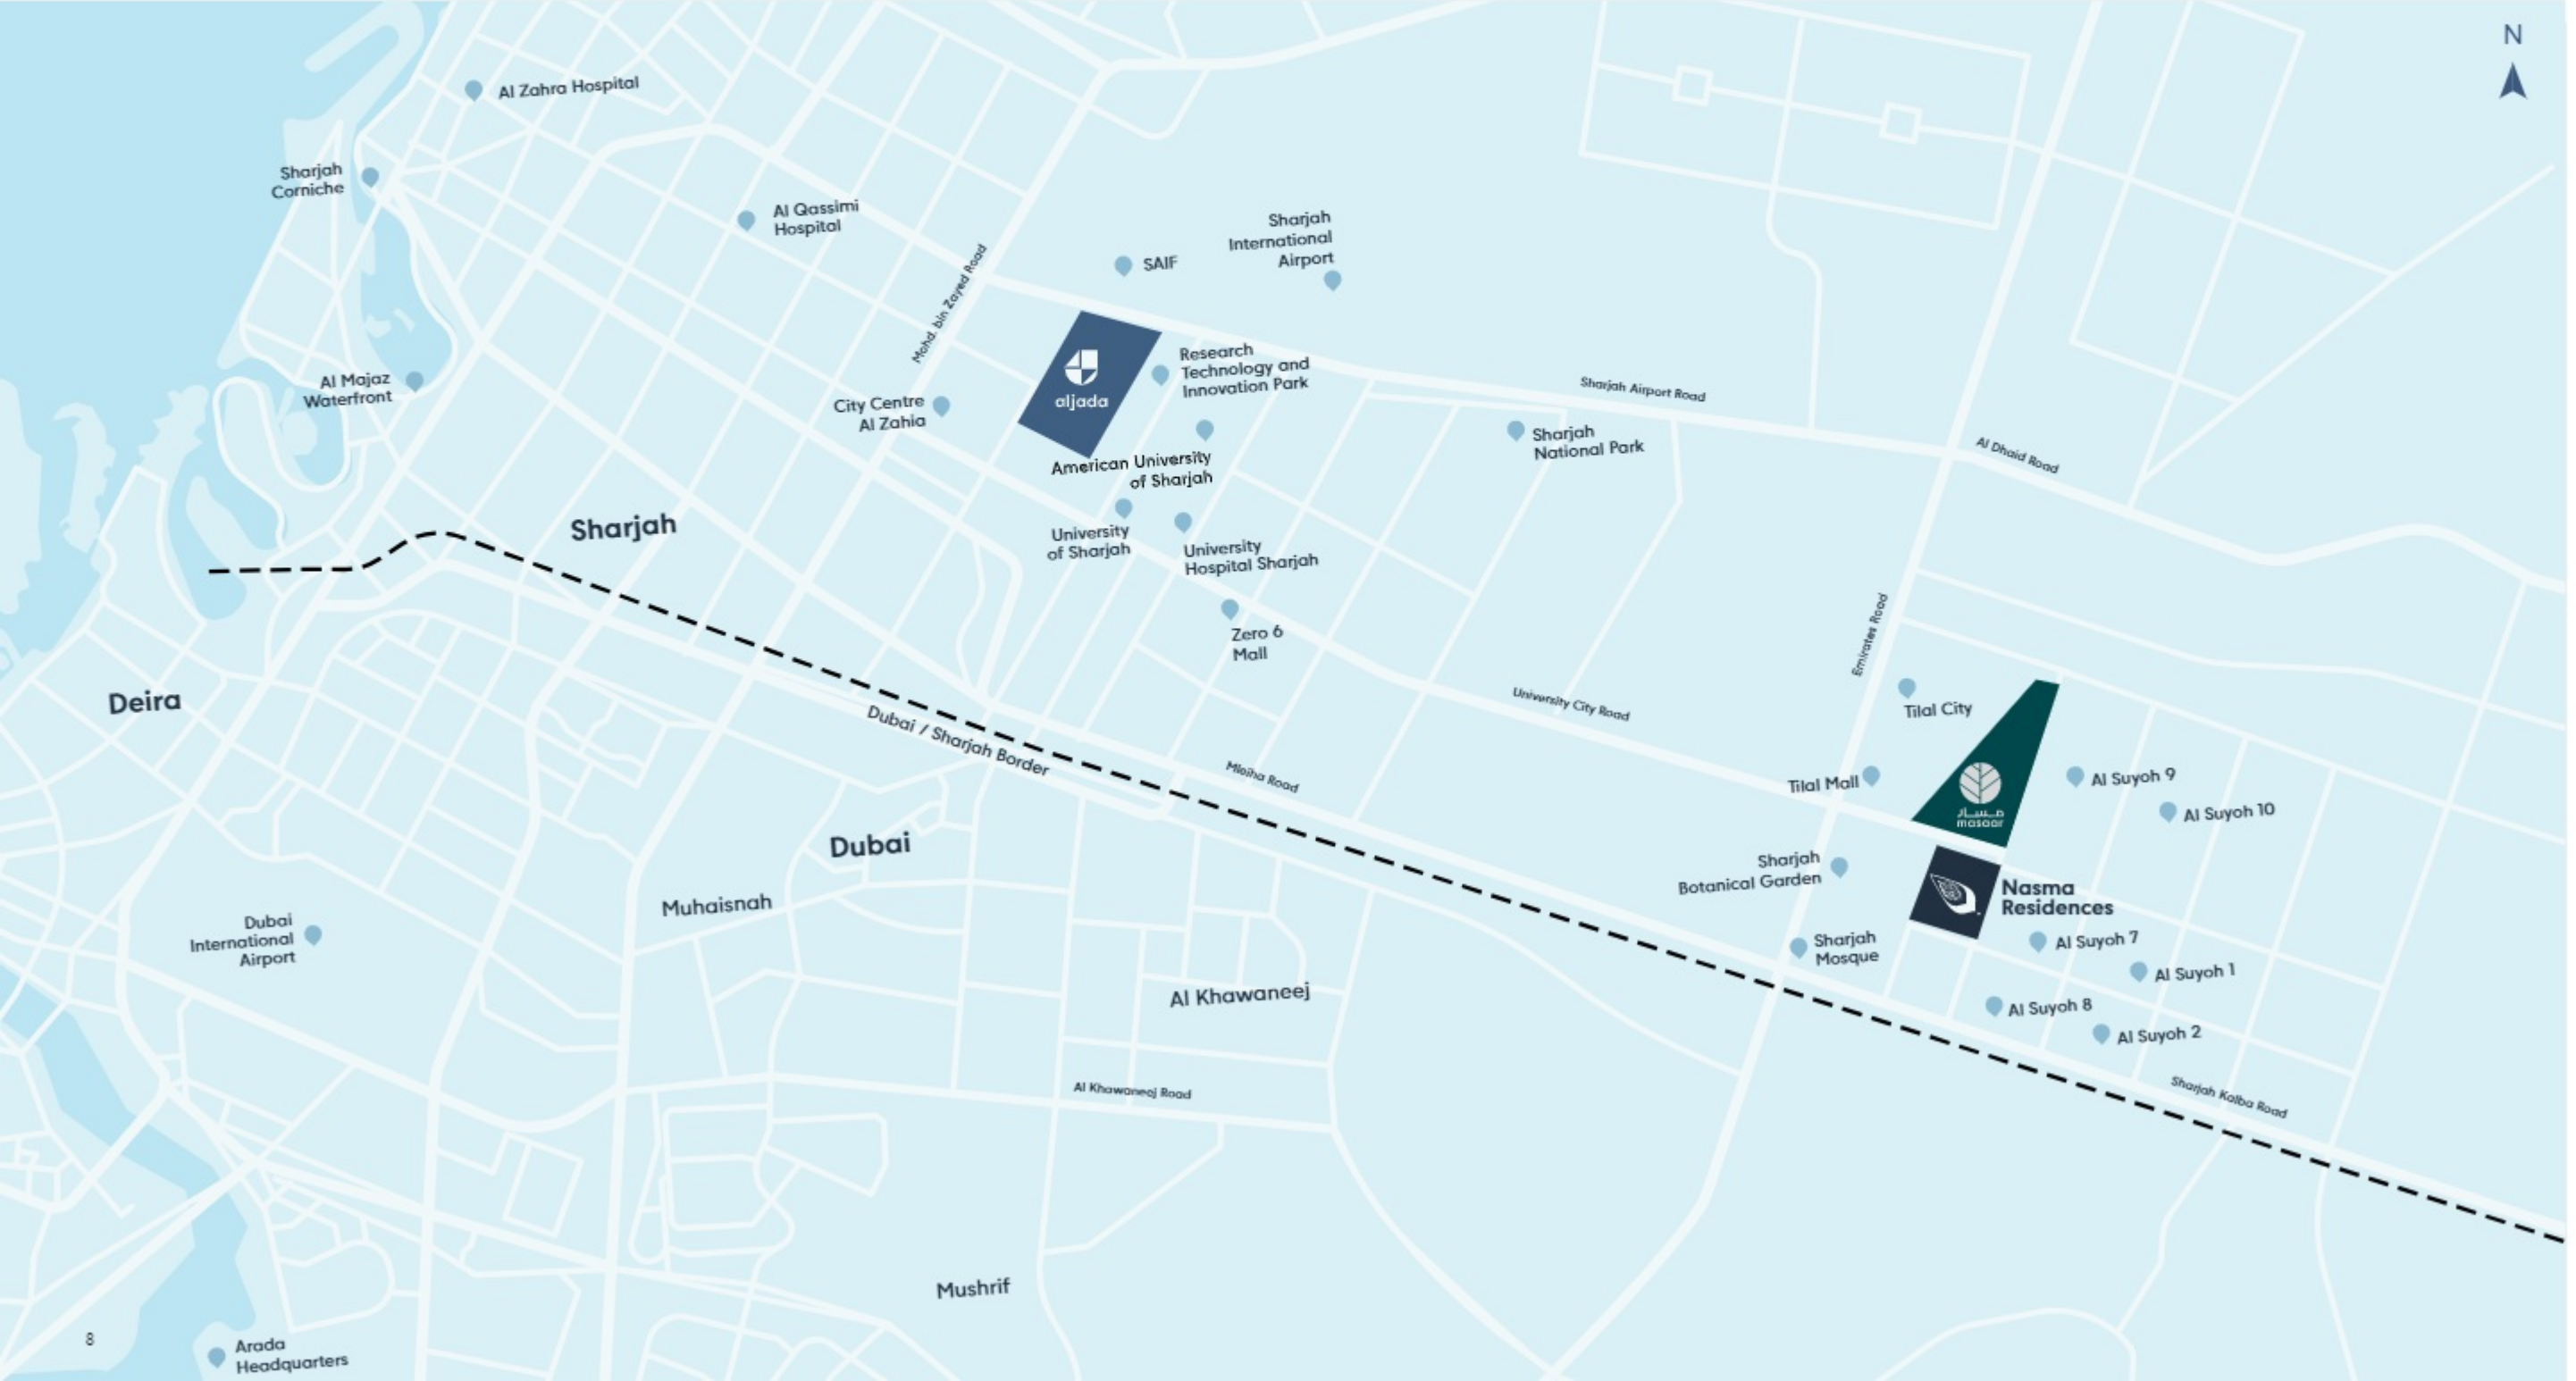 N
Al Zahra Hospital
Sharjah
Corniche
Al Qassimi
Hospital
Mohd. bin Zayed Road
SAIF
Sharjah
International
Airport
aljada
Research
Technology and
Innovation Park
City Centre
Al Zahia
Al Majaz
Waterfront
Sharjah Airport Road
Sharjah
National Park
Al Dhaid Road
American University
of Sharjah
University
of Sharjah
University
Hospital Sharjah
Sharjah
Zero 6
Mall
Emirates Road
Deira
Dubai / Sharjah Border
University City Road
Tilal City
Mleiha Road
Tilal Mall
مسار
masaar
Al Suyoh 9
Al Suyoh 10
Dubai
Muhaisnah
Sharjah
Botanical Garden
Nasma
Residences
Dubai
International
Airport
Sharjah
Mosque
Al Suyoh 7
Al Suyoh 1
Al Khawaneej
Al Suyoh 8
Al Suyoh 2
Al Khawaneej Road
Sharjah Kalba Road
Mushrif
8
Arada
Headquarters